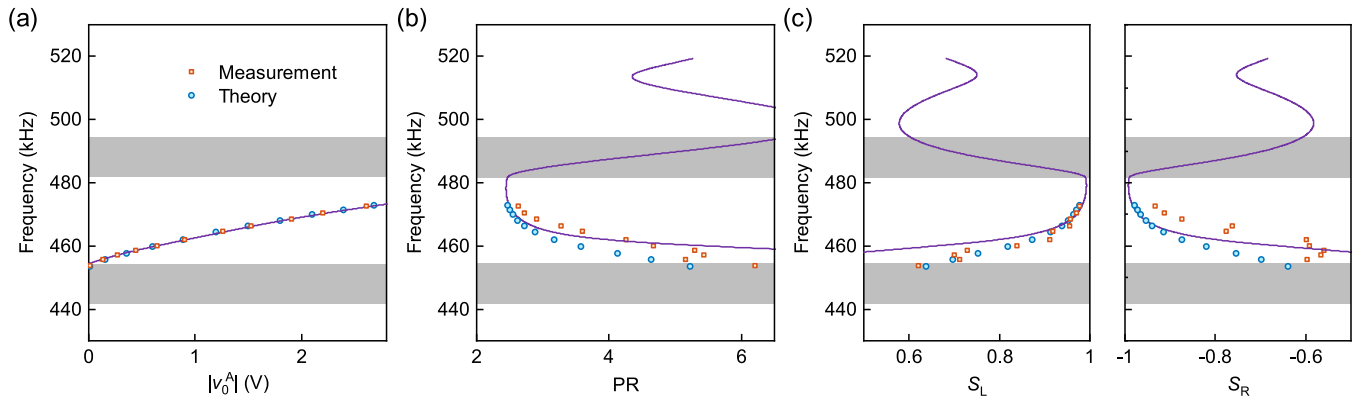 (a)
Frequency (kHz)
520
500
480
460
440
Measurement
Theory
0
1
2
|v₀ᴬ| (V)
(b)
Frequency (kHz)
520
500
480
460
440
2
4
6
PR
(c)
Frequency (kHz)
520
500
480
460
440
0.6
0.8
1
S_L
-1
-0.8
-0.6
S_R